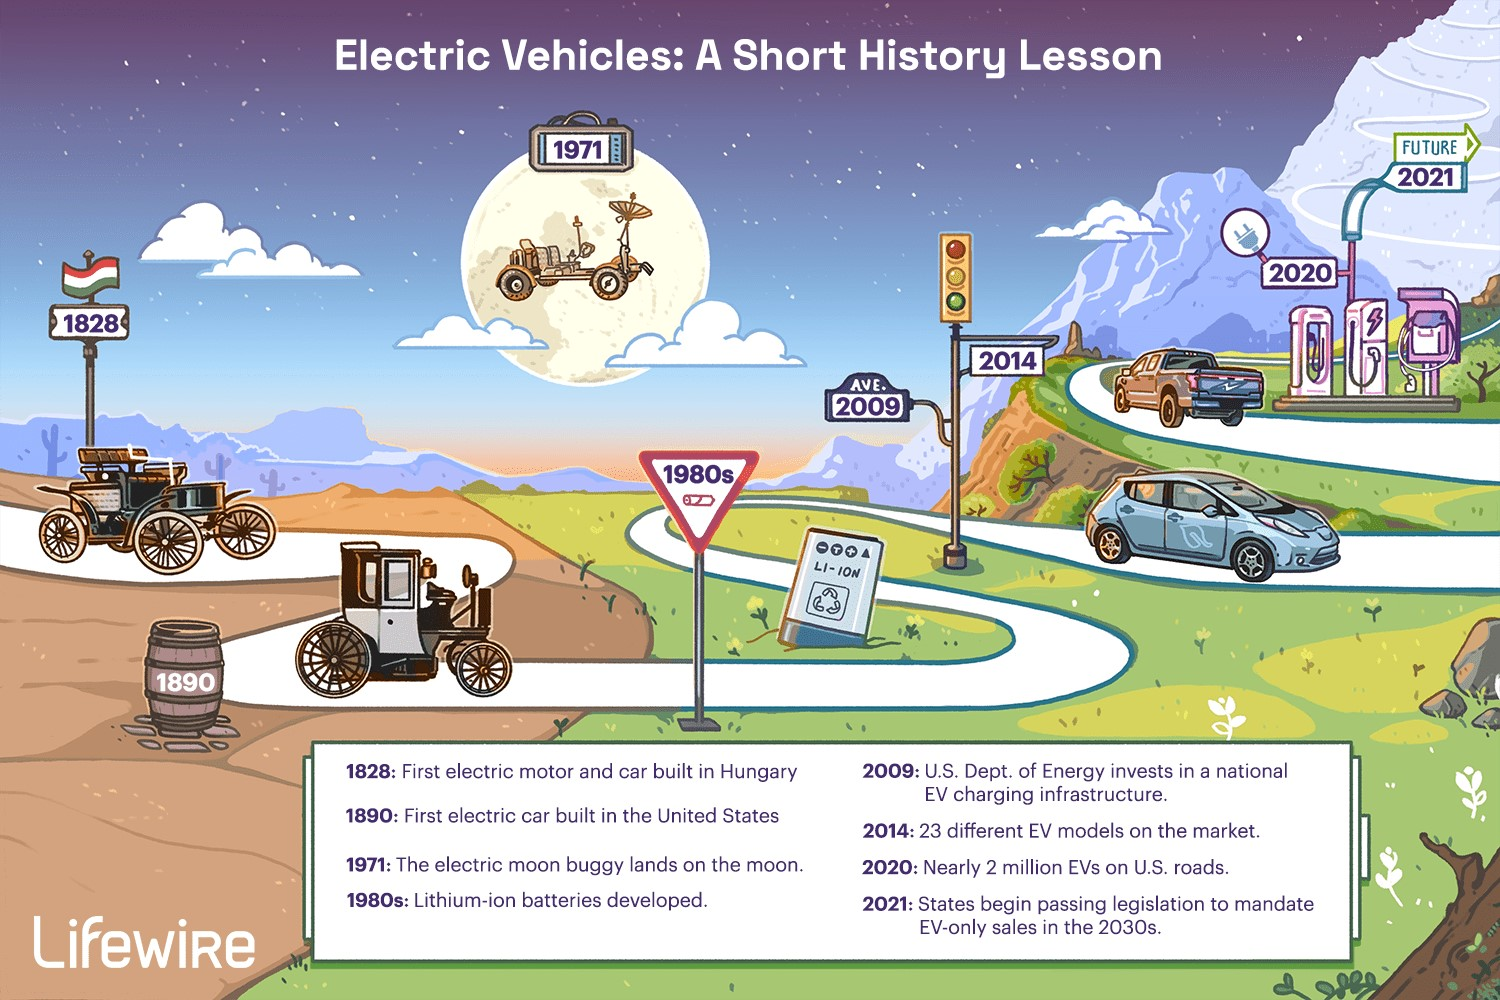 Electric Vehicles: A Short History Lesson
1971
FUTURE
2021
2020
1828
2014
AVE.
2009
1980s
LI-ION
1890
1828: First electric motor and car built in Hungary
1890: First electric car built in the United States
1971: The electric moon buggy lands on the moon.
1980s: Lithium-ion batteries developed.
2009: U.S. Dept. of Energy invests in a national
EV charging infrastructure.
2014: 23 different EV models on the market.
2020: Nearly 2 million EVs on U.S. roads.
2021: States begin passing legislation to mandate
EV-only sales in the 2030s.
Lifewire